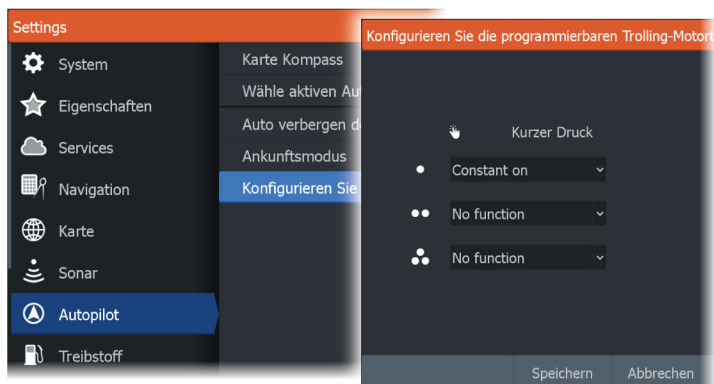 Settings
System
Eigenschaften
Services
Navigation
Karte
Sonar
Autopilot
Treibstoff
Karte Kompass
Wähle aktiven Au
Auto verbergen d
Ankunftsmodus
Konfigurieren Sie
Konfigurieren Sie die programmierbaren Trolling-Motort
Kurzer Druck
Constant on
No function
No function
Speichern Abbrechen